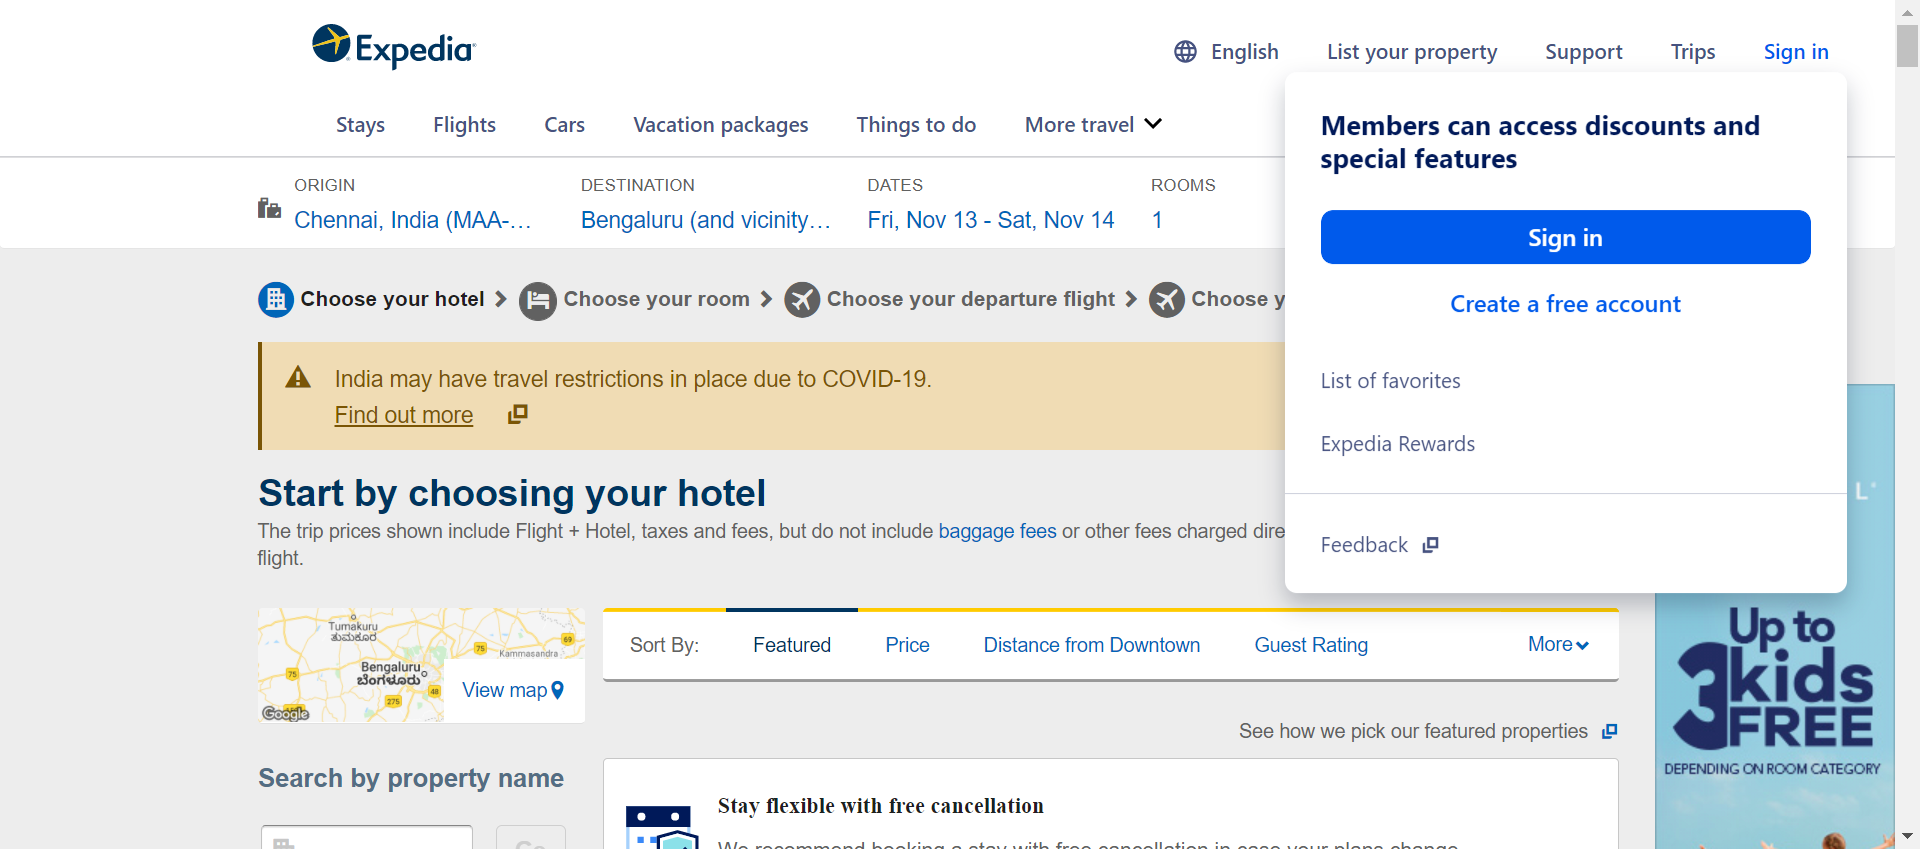 Expedia
English
List your property
Support
Trips
Sign in
Stays
Flights
Cars
Vacation packages
Things to do
More travel
Members can access discounts and
special features
Sign in
Create a free account
List of favorites
Expedia Rewards
Feedback
ORIGIN
Chennai, India (MAA-...
DESTINATION
Bengaluru (and vicinity...
DATES
Fri, Nov 13 - Sat, Nov 14
ROOMS
1
Choose your hotel
Choose your room
Choose your departure flight
Choose y
India may have travel restrictions in place due to COVID-19.
Find out more
Start by choosing your hotel
The trip prices shown include Flight + Hotel, taxes and fees, but do not include baggage fees or other fees charged dire
flight.
Tumakuru
ತುಮಕೂರು
Kammasandra
Bengaluru
ಬೆಂಗಳೂರು
75
69
75
48
275
Google
View map
Sort By:
Featured
Price
Distance from Downtown
Guest Rating
More
See how we pick our featured properties
Search by property name
Go
Stay flexible with free cancellation
We recommend booking a stay with free cancellation in case your plans change
L
Up to
3 kids
FREE
DEPENDING ON ROOM CATEGORY